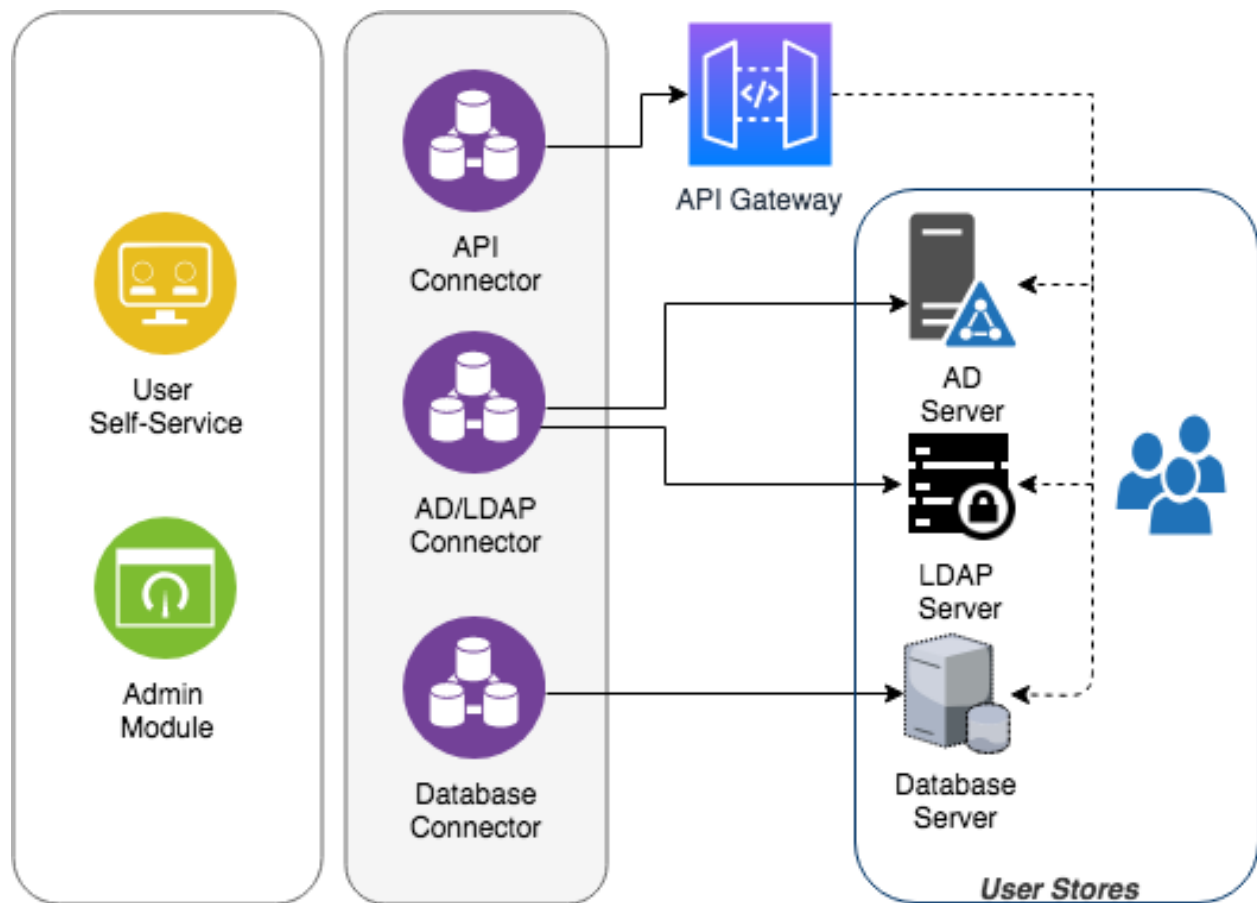 User
Self-Service
Admin
Module
API
Connector
AD/LDAP
Connector
Database
Connector
</>
API Gateway
AD
Server
LDAP
Server
Database
Server
User Stores